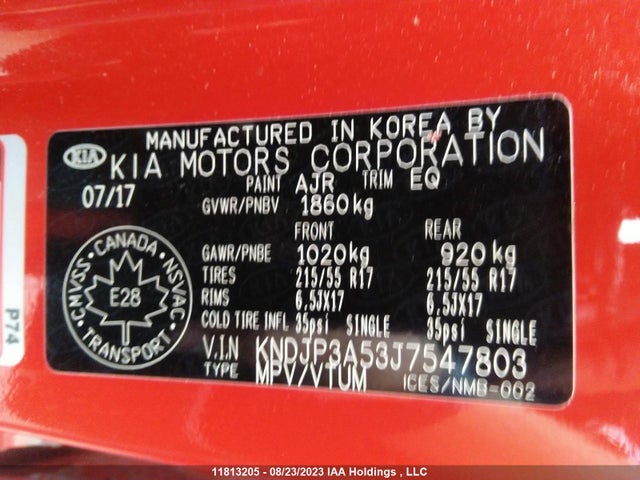 MANUFACTURED IN KOREA BY
KIA KIA MOTORS CORPORATION
07/17 PAINT AJR TRIM EQ
GVWR/PNBV 1860kg
FRONT REAR
GAWR/PNBE 1020kg 920kg
TIRES 215/55 R17 215/55 R17
RIMS 6.5JX17 6.5JX17
COLD TIRE INFL 35psi SINGLE 35psi SINGLE
V.I.N KNDJP3A53J7547803
TYPE MPV/VTUM ICES/NMB-002
CANADA
CMVSS NSVAC
E28
TRANSPORT
P74
11813205 - 08/23/2023 IAA Holdings , LLC